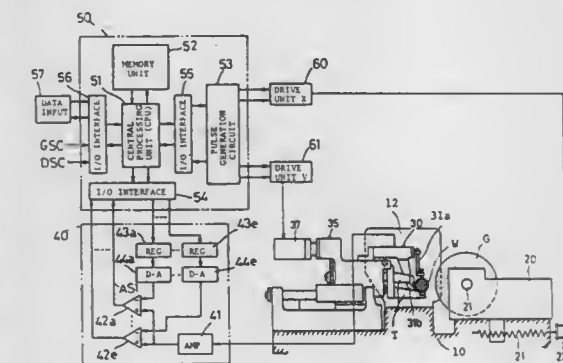 50
52
MEMORY UNIT
53
60
57
56
51
55
DATA INPUT
I/O INTERFACE
CENTRAL PROCESSING UNIT (CPU)
I/O INTERFACE
PULSE GENERATION CIRCUIT
DRIVE UNIT X
GSC
DSC
61
DRIVE UNIT V
I/O INTERFACE
54
12
31a
40
43a
43e
37
35
30
W
G
REG
REG
20
44a
D-A
D-A
44e
AS
42a
41
21
31b
42e
AMP
T
10
21